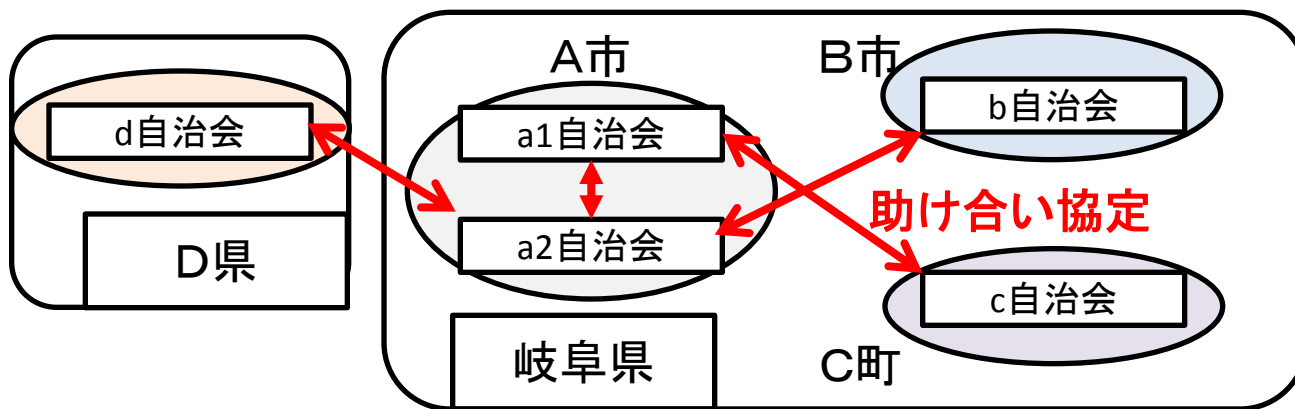 A市
B市
d自治会
a1自治会
b自治会
助け合い協定
a2自治会
D県
c自治会
岐阜県
C町